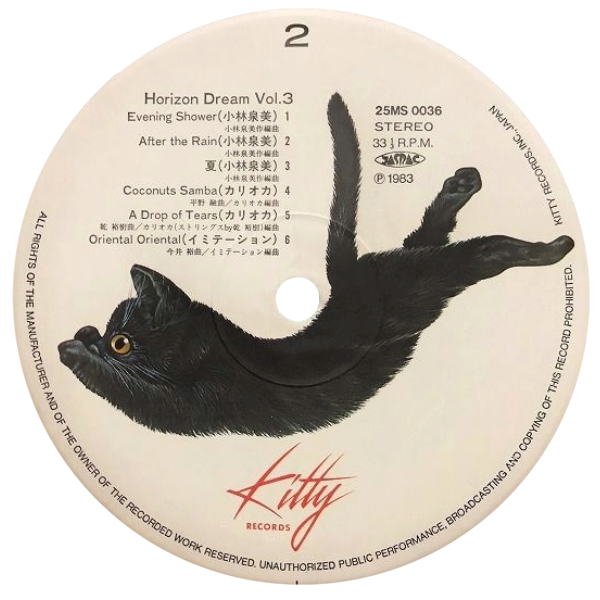 2
Horizon Dream Vol.3
Evening Shower(小林泉美) 1
小林泉美作編曲
After the Rain(小林泉美) 2
小林泉美作編曲
夏(小林泉美) 3
小林泉美作編曲
Coconuts Samba(カリオカ) 4
平野 融曲/カリオカ編曲
A Drop of Tears(カリオカ) 5
乾 裕樹曲/カリオカ(ストリングスby乾 裕樹)編曲
Oriental Oriental(イミテーション) 6
今井 裕曲/イミテーション編曲
25MS 0036
STEREO
33⅓ R.P.M.
JASRAC
Ⓟ 1983
Kitty
RECORDS
ALL RIGHTS OF THE MANUFACTURER AND OF THE OWNER OF THE RECORDED WORK RESERVED. UNAUTHORIZED PUBLIC PERFORMANCE, BROADCASTING AND COPYING OF THIS RECORD PROHIBITED.
KITTY RECORDS, INC., JAPAN